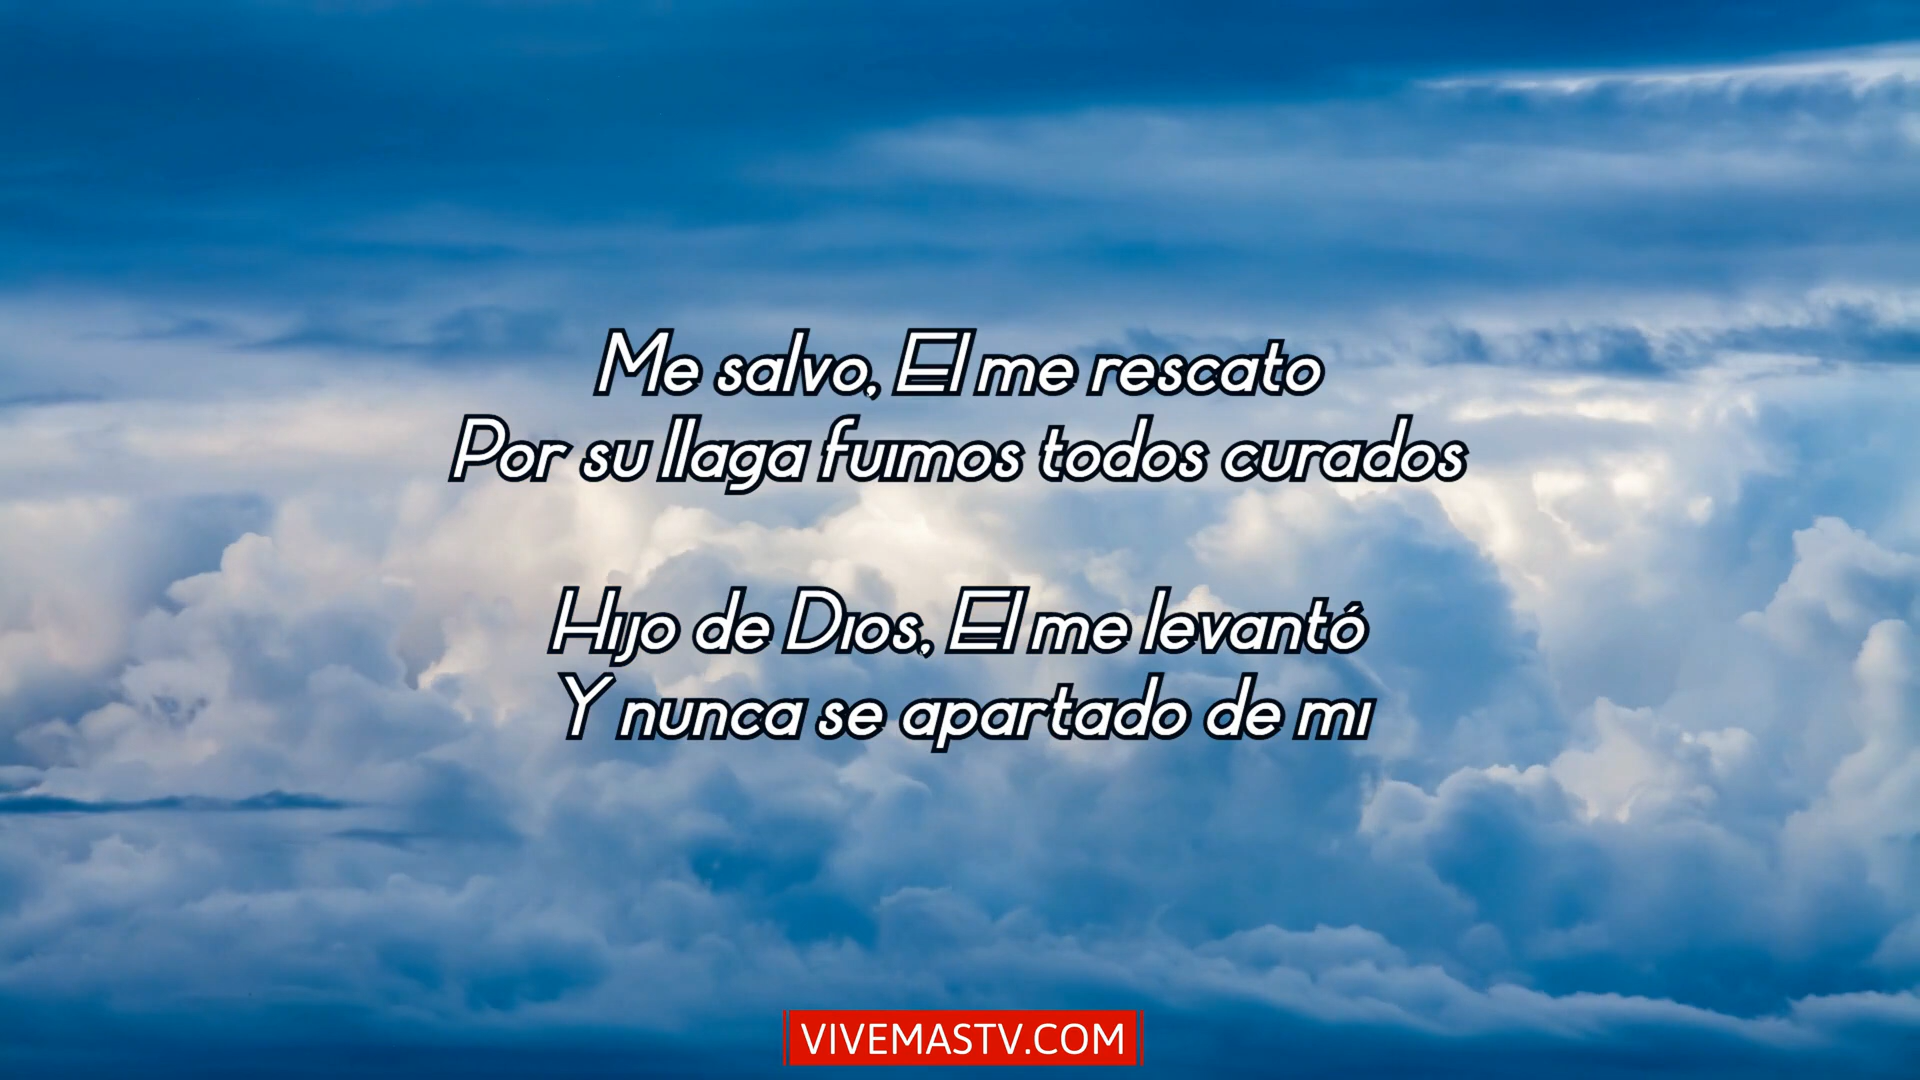 Me salvo, El me rescato
Por su llaga fuimos todos curados
Hijo de Dios, El me levantó
Y nunca se apartado de mi
VIVEMASTV.COM